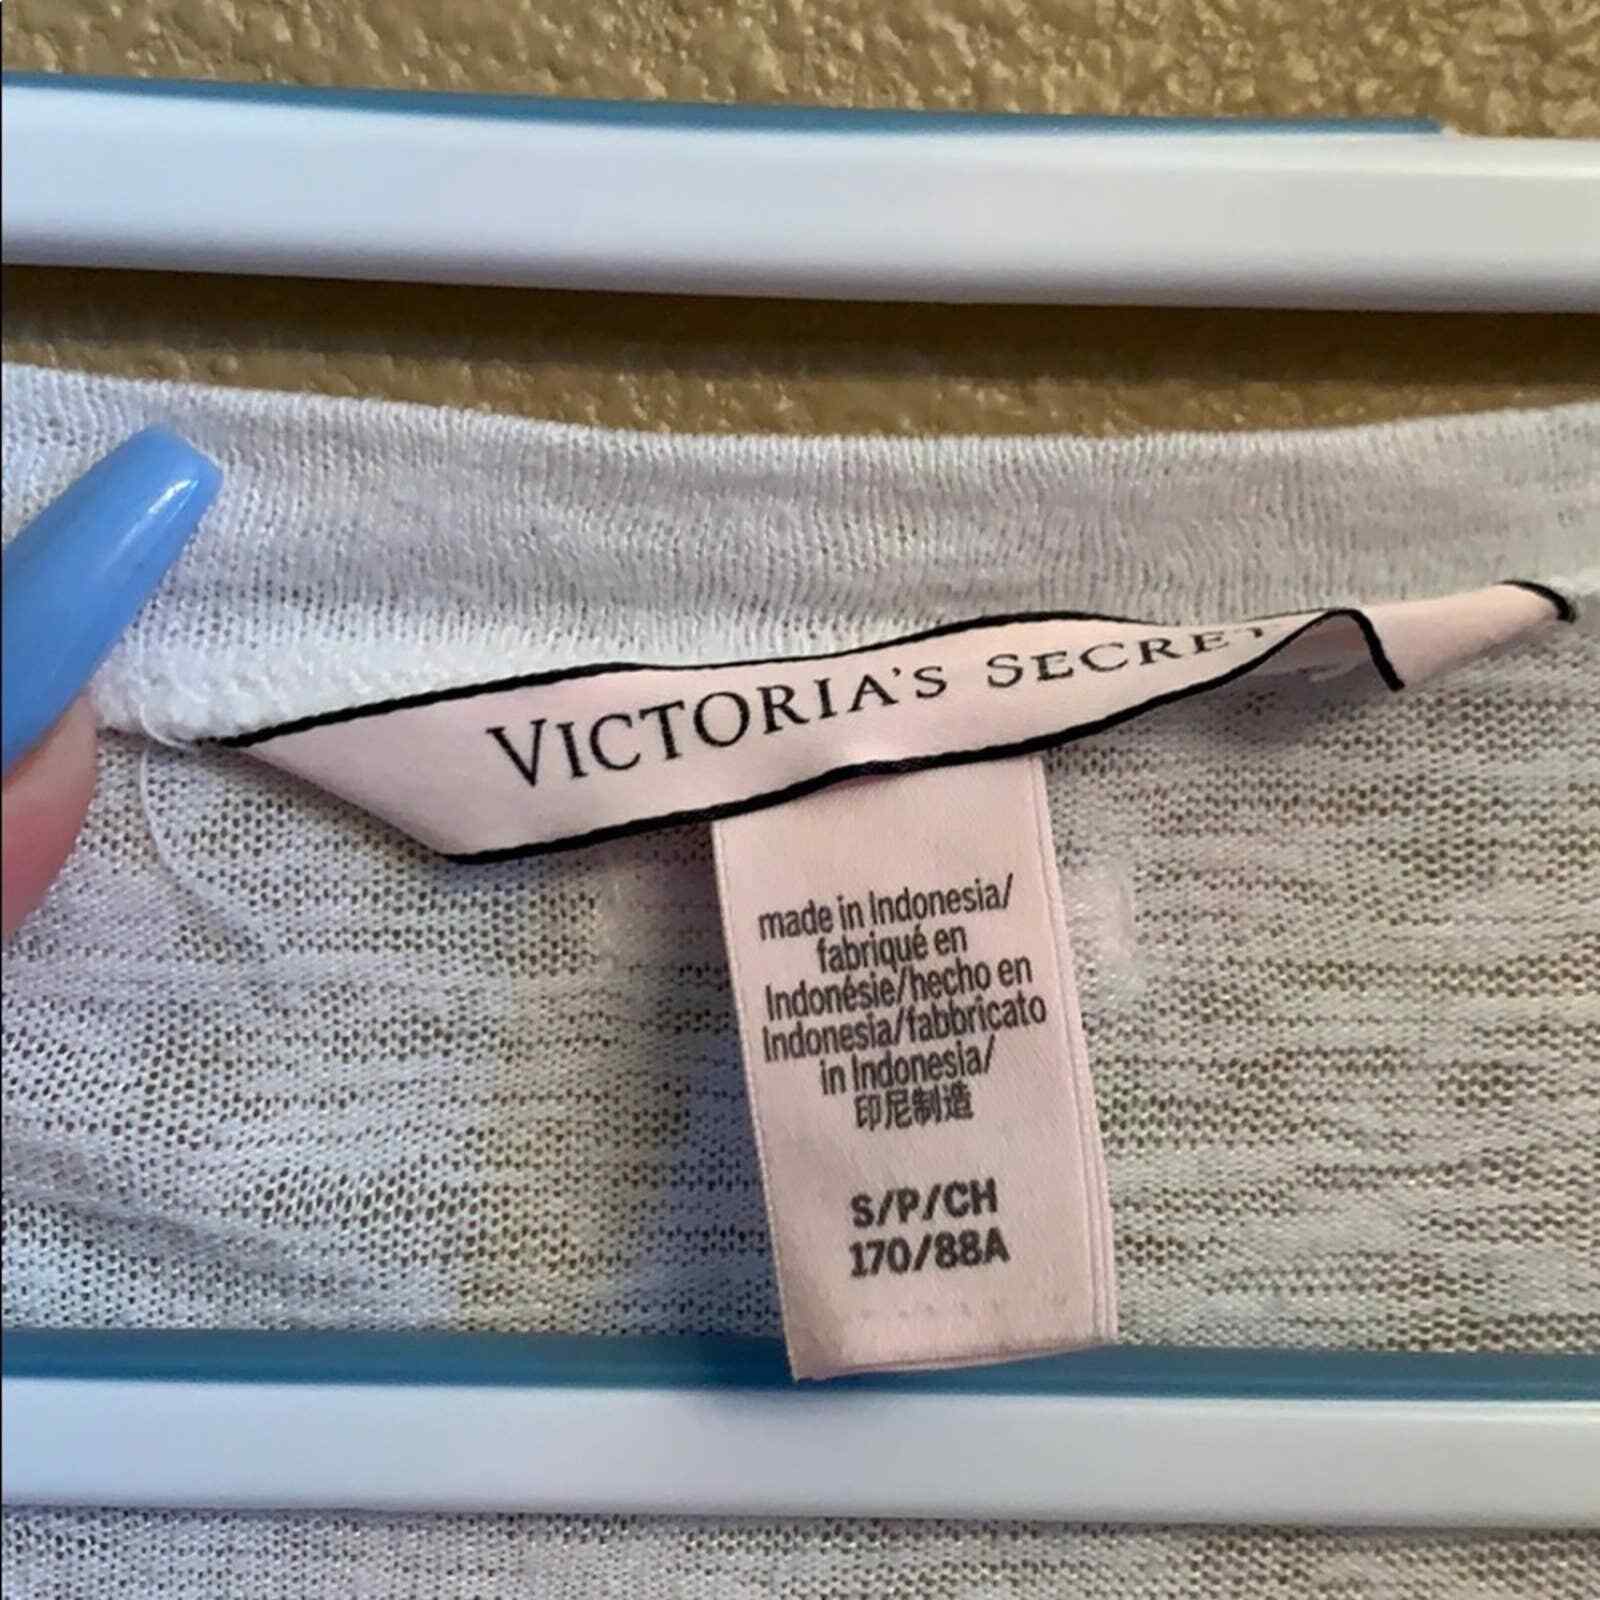 VICTORIA'S SECRET
made in Indonesia/
fabriqué en
Indonésie/hecho en
Indonesia/fabbricato
in Indonesia/
印尼制造
S/P/CH
170/88A